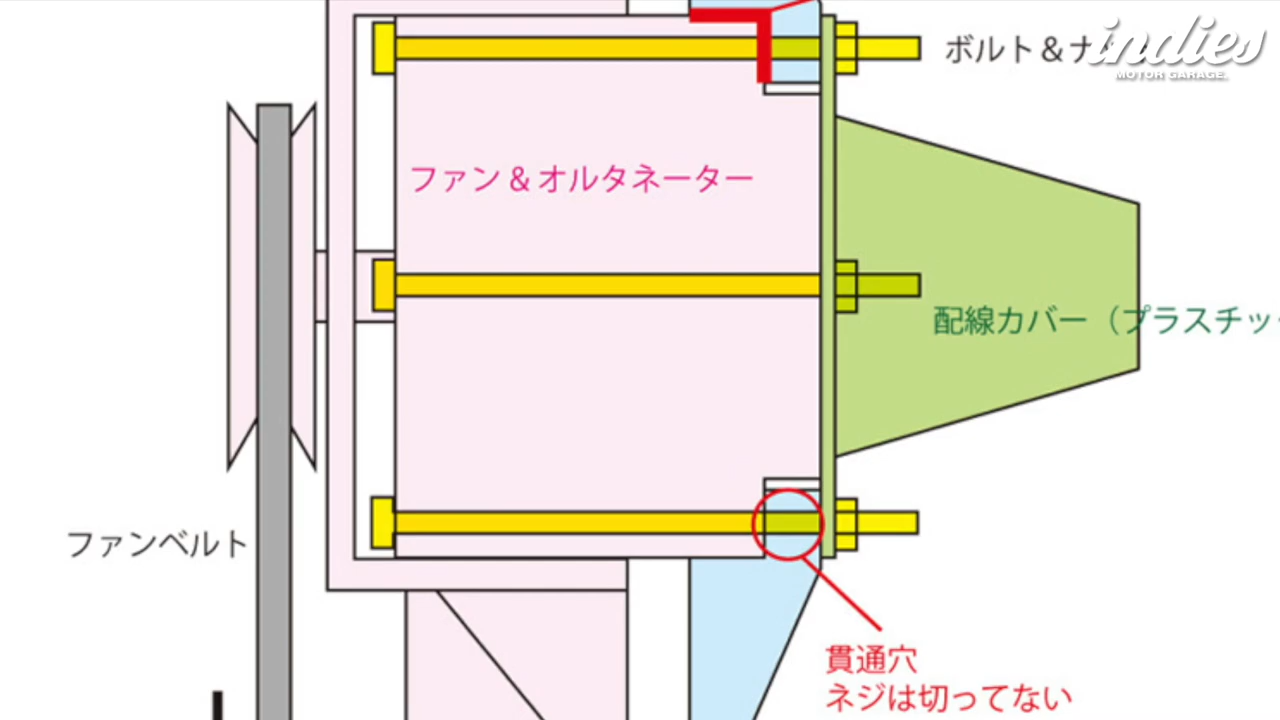 indies
MOTOR GARAGE.
ボルト＆ナ
ファン＆オルタネーター
配線カバー（プラスチッ
ファンベルト
貫通穴
ネジは切ってない